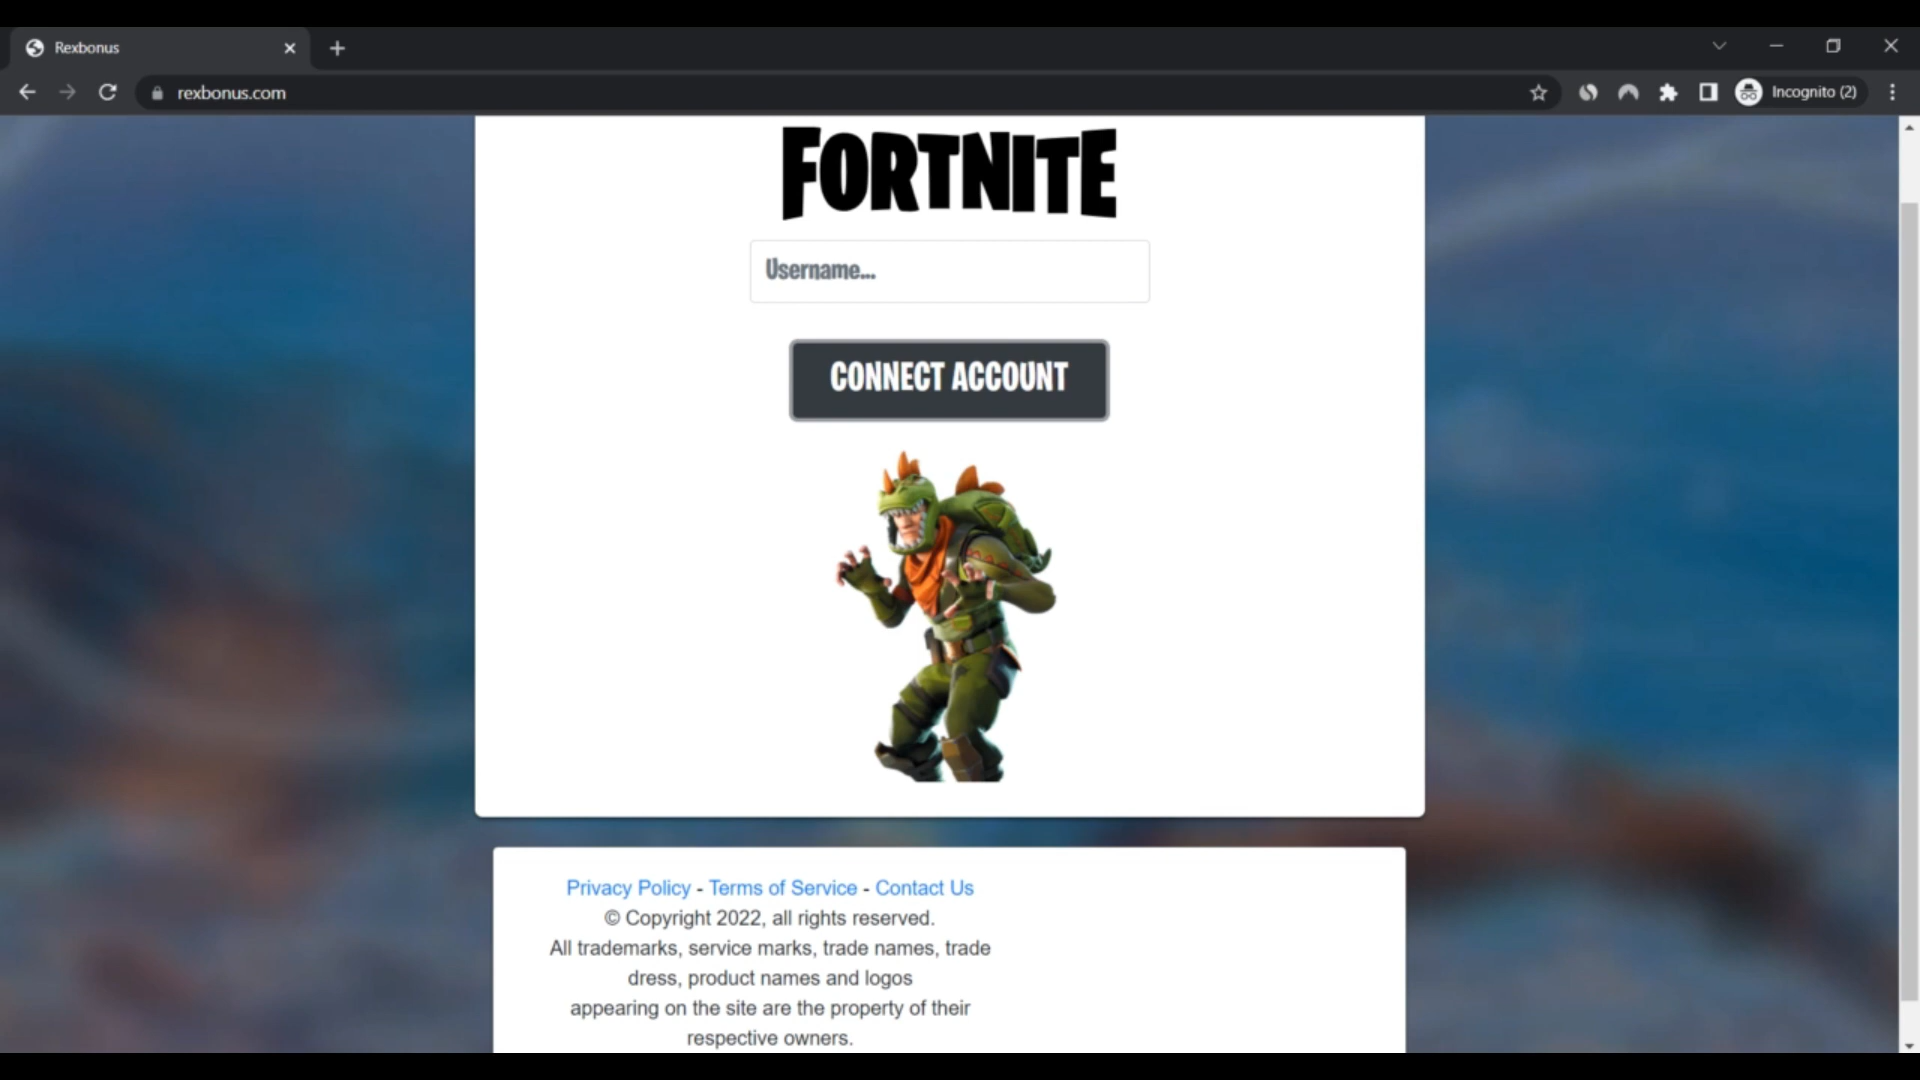 Rexbonus
rexbonus.com
Incognito (2)
FORTNITE
Username...
CONNECT ACCOUNT
Privacy Policy - Terms of Service - Contact Us
© Copyright 2022, all rights reserved.
All trademarks, service marks, trade names, trade
dress, product names and logos
appearing on the site are the property of their
respective owners.